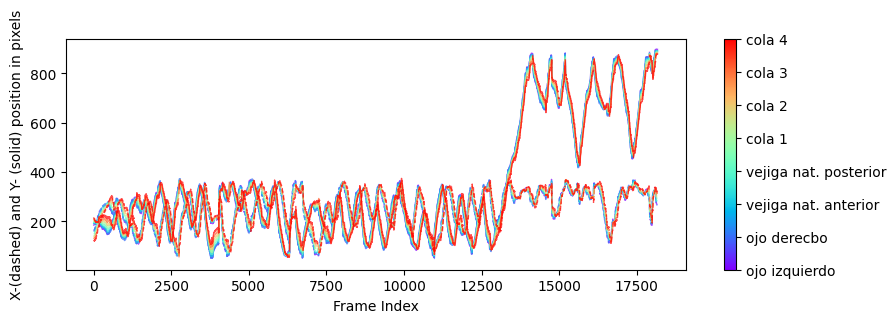 X-(dashed) and Y- (solid) position in pixels
800
600
400
200
0
2500
5000
7500
10000
12500
15000
17500
Frame Index
cola 4
cola 3
cola 2
cola 1
vejiga nat. posterior
vejiga nat. anterior
ojo derecbo
ojo izquierdo